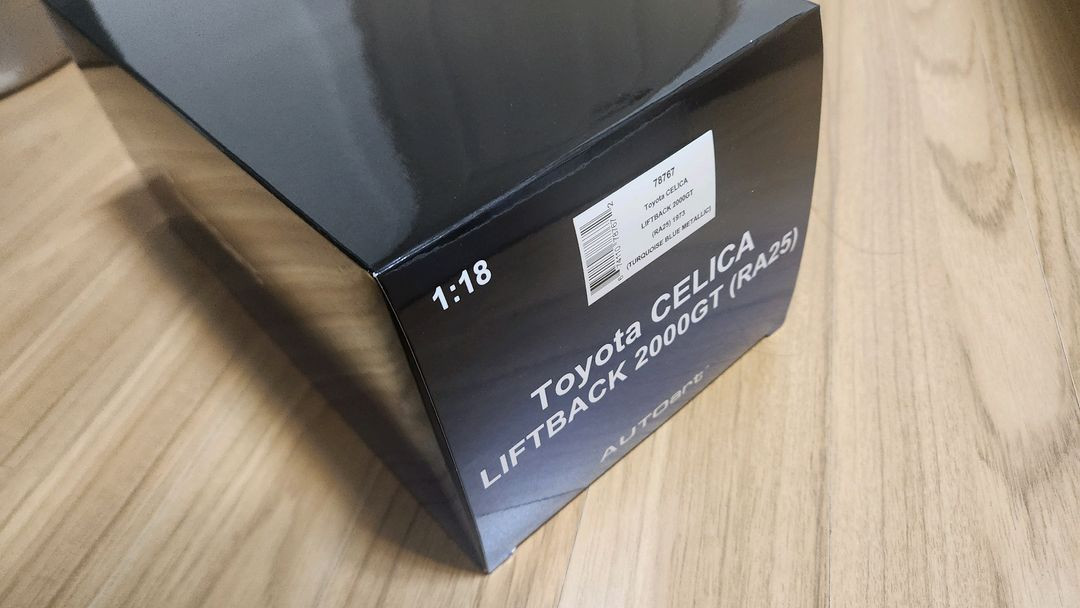 1:18
78767
Toyota CELICA
LIFTBACK 2000GT
(RA25) 1973
(TURQUOISE BLUE METALLIC)
Toyota CELICA
LIFTBACK 2000GT (RA25)
AUTOart